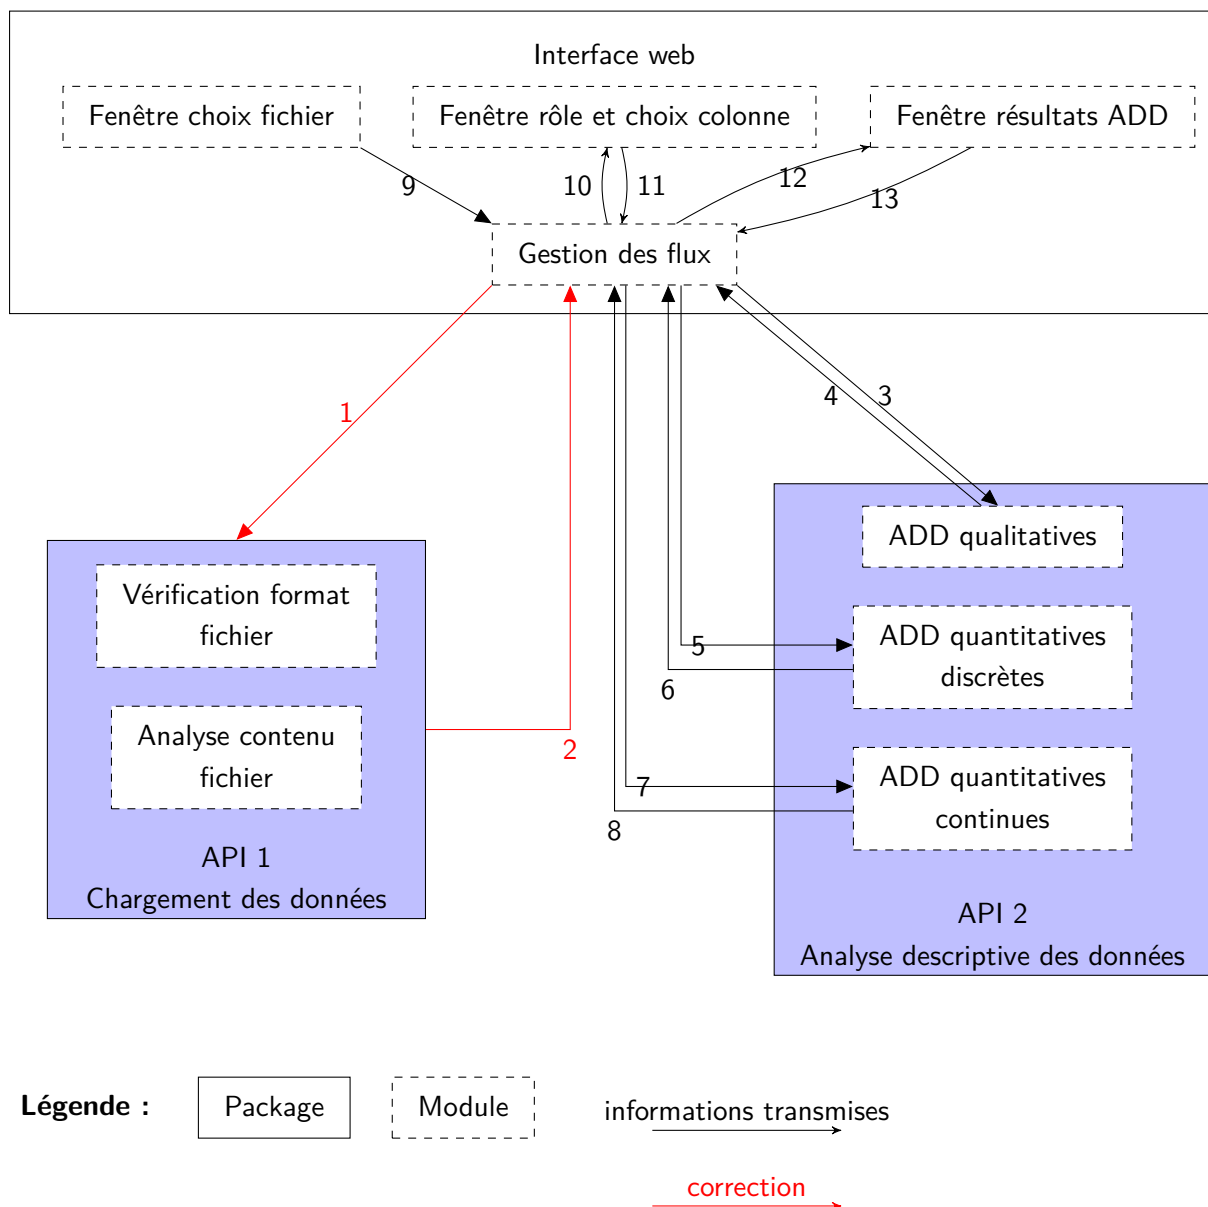 Interface web
Fenêtre choix fichier
Fenêtre rôle et choix colonne
Fenêtre résultats ADD
9
10
11
12
13
Gestion des flux
1
4
3
ADD qualitatives
Vérification format
fichier
ADD quantitatives
discrètes
5
6
Analyse contenu
fichier
2
ADD quantitatives
continues
7
8
API 1
Chargement des données
API 2
Analyse descriptive des données
Légende :
Package
Module
informations transmises
correction